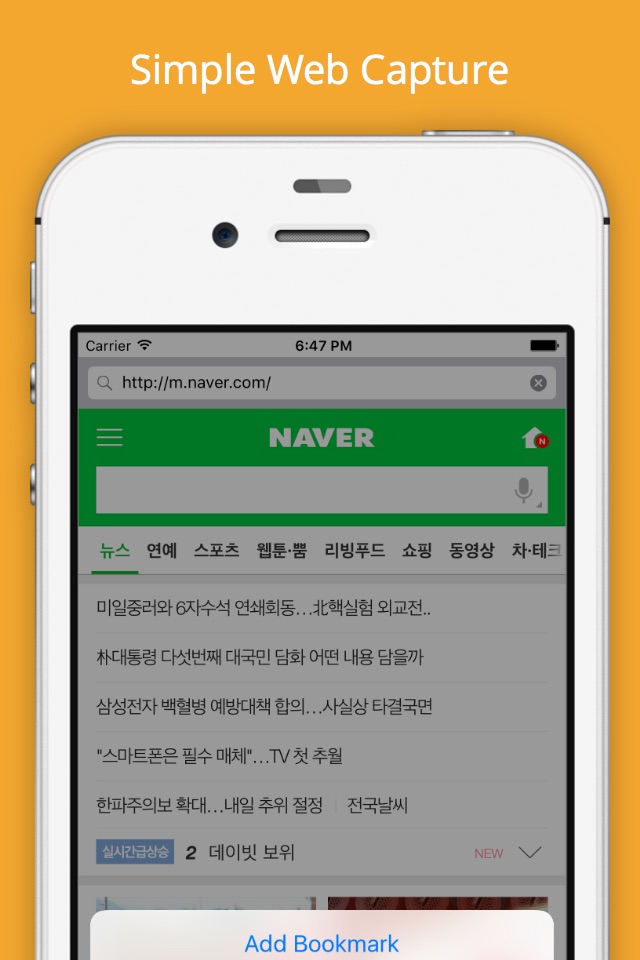 Simple Web Capture
Carrier 6:47 PM
http://m.naver.com/
NAVER
N
뉴스 연예 스포츠 웹툰·뿜 리빙푸드 쇼핑 동영상 차·테크
미일중러와 6자수석 연쇄회동…北핵실험 외교전..
朴대통령 다섯번째 대국민 담화 어떤 내용 담을까
삼성전자 백혈병 예방대책 합의…사실상 타결국면
"스마트폰은 필수 매체"…TV 첫 추월
한파주의보 확대…내일 추위 절정 전국날씨
실시간급상승 2 데이빗 보위 NEW
Add Bookmark